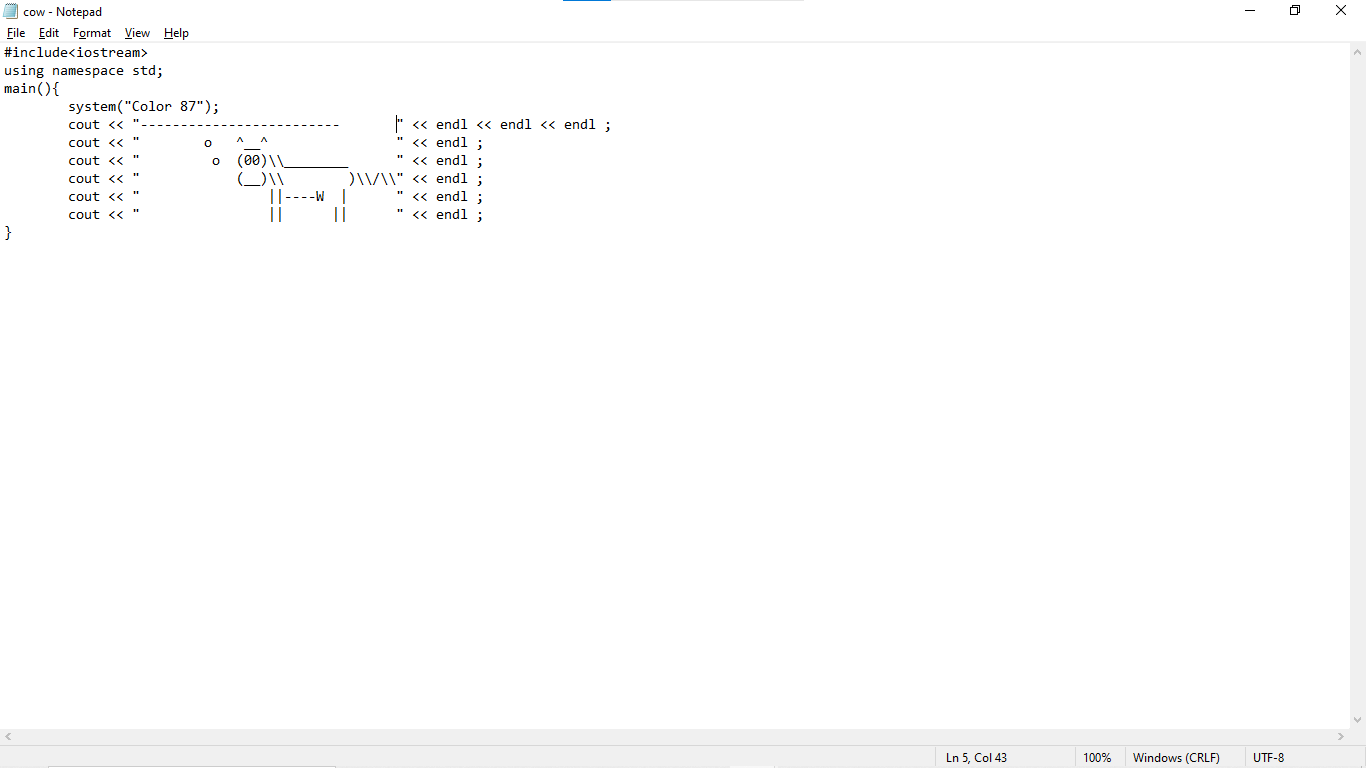 cow - Notepad
File Edit Format View Help
#include<iostream>
using namespace std;
main(){
        system("Color 87");
        cout << "-------------------------       " << endl << endl << endl ;
        cout << "        o   ^__^                " << endl ;
        cout << "         o  (00)\\________      " << endl ;
        cout << "            (__)\\        )\\/\\" << endl ;
        cout << "                ||----W  |      " << endl ;
        cout << "                ||      ||      " << endl ;
}
Ln 5, Col 43 100% Windows (CRLF) UTF-8